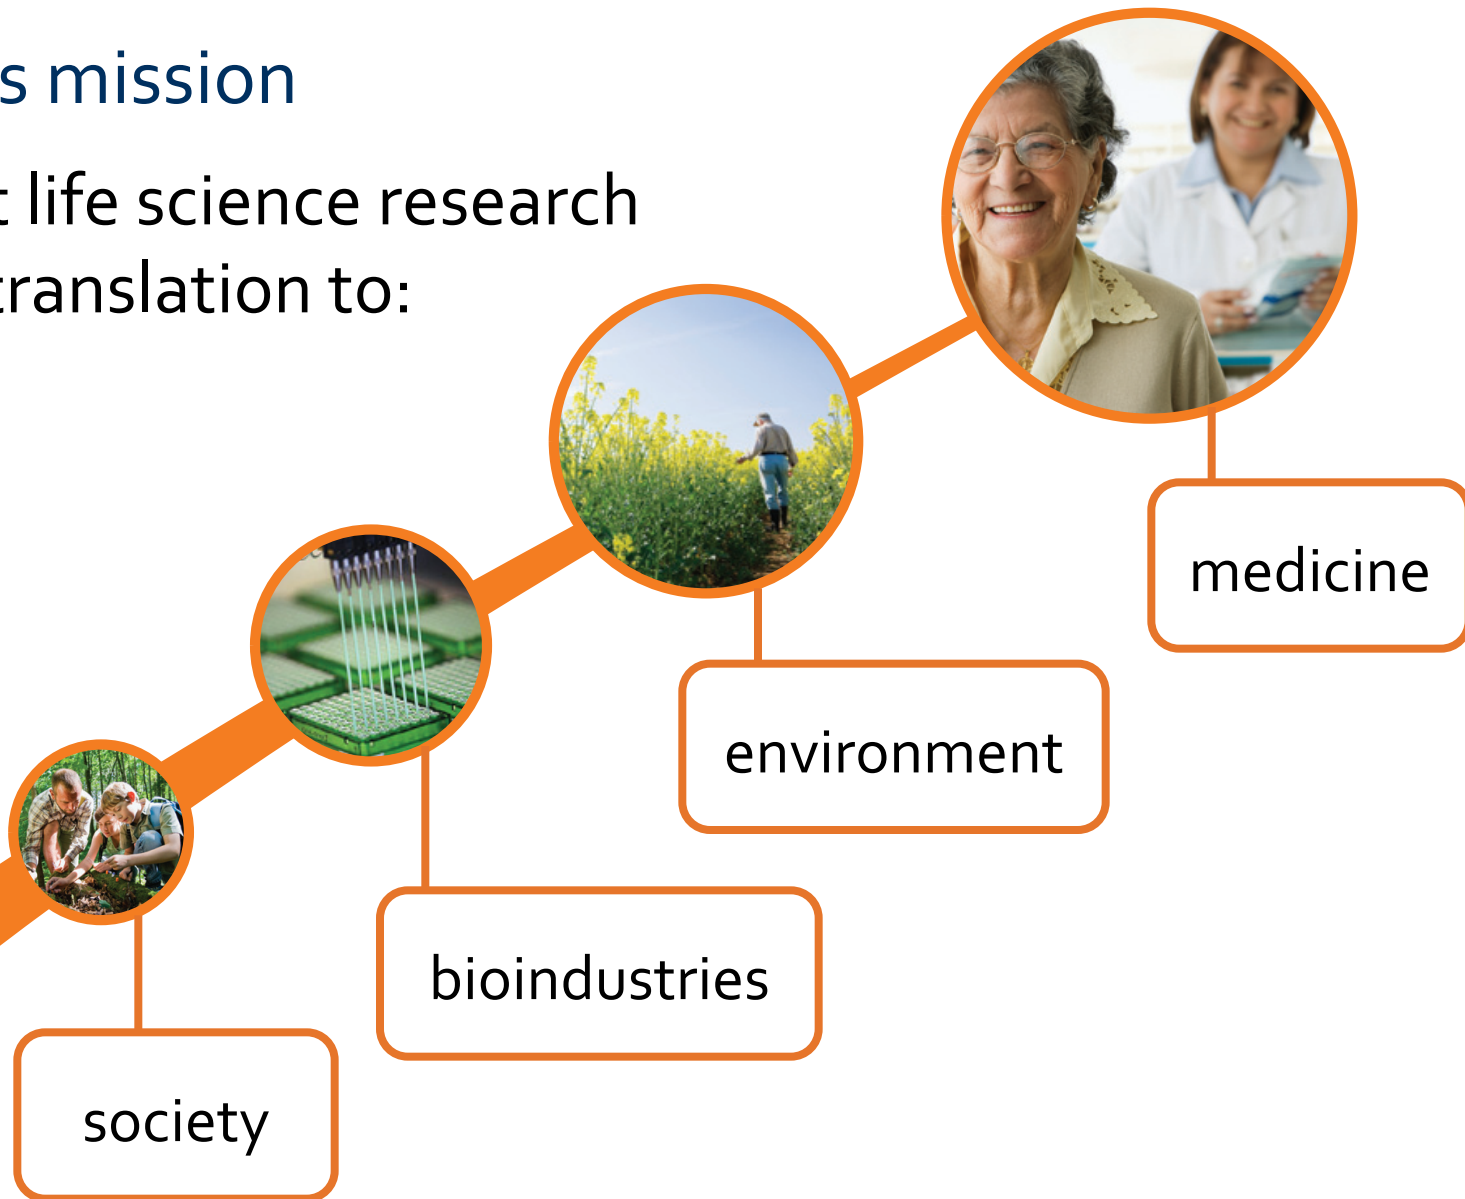 s mission
t life science research
translation to:
medicine
environment
bioindustries
society